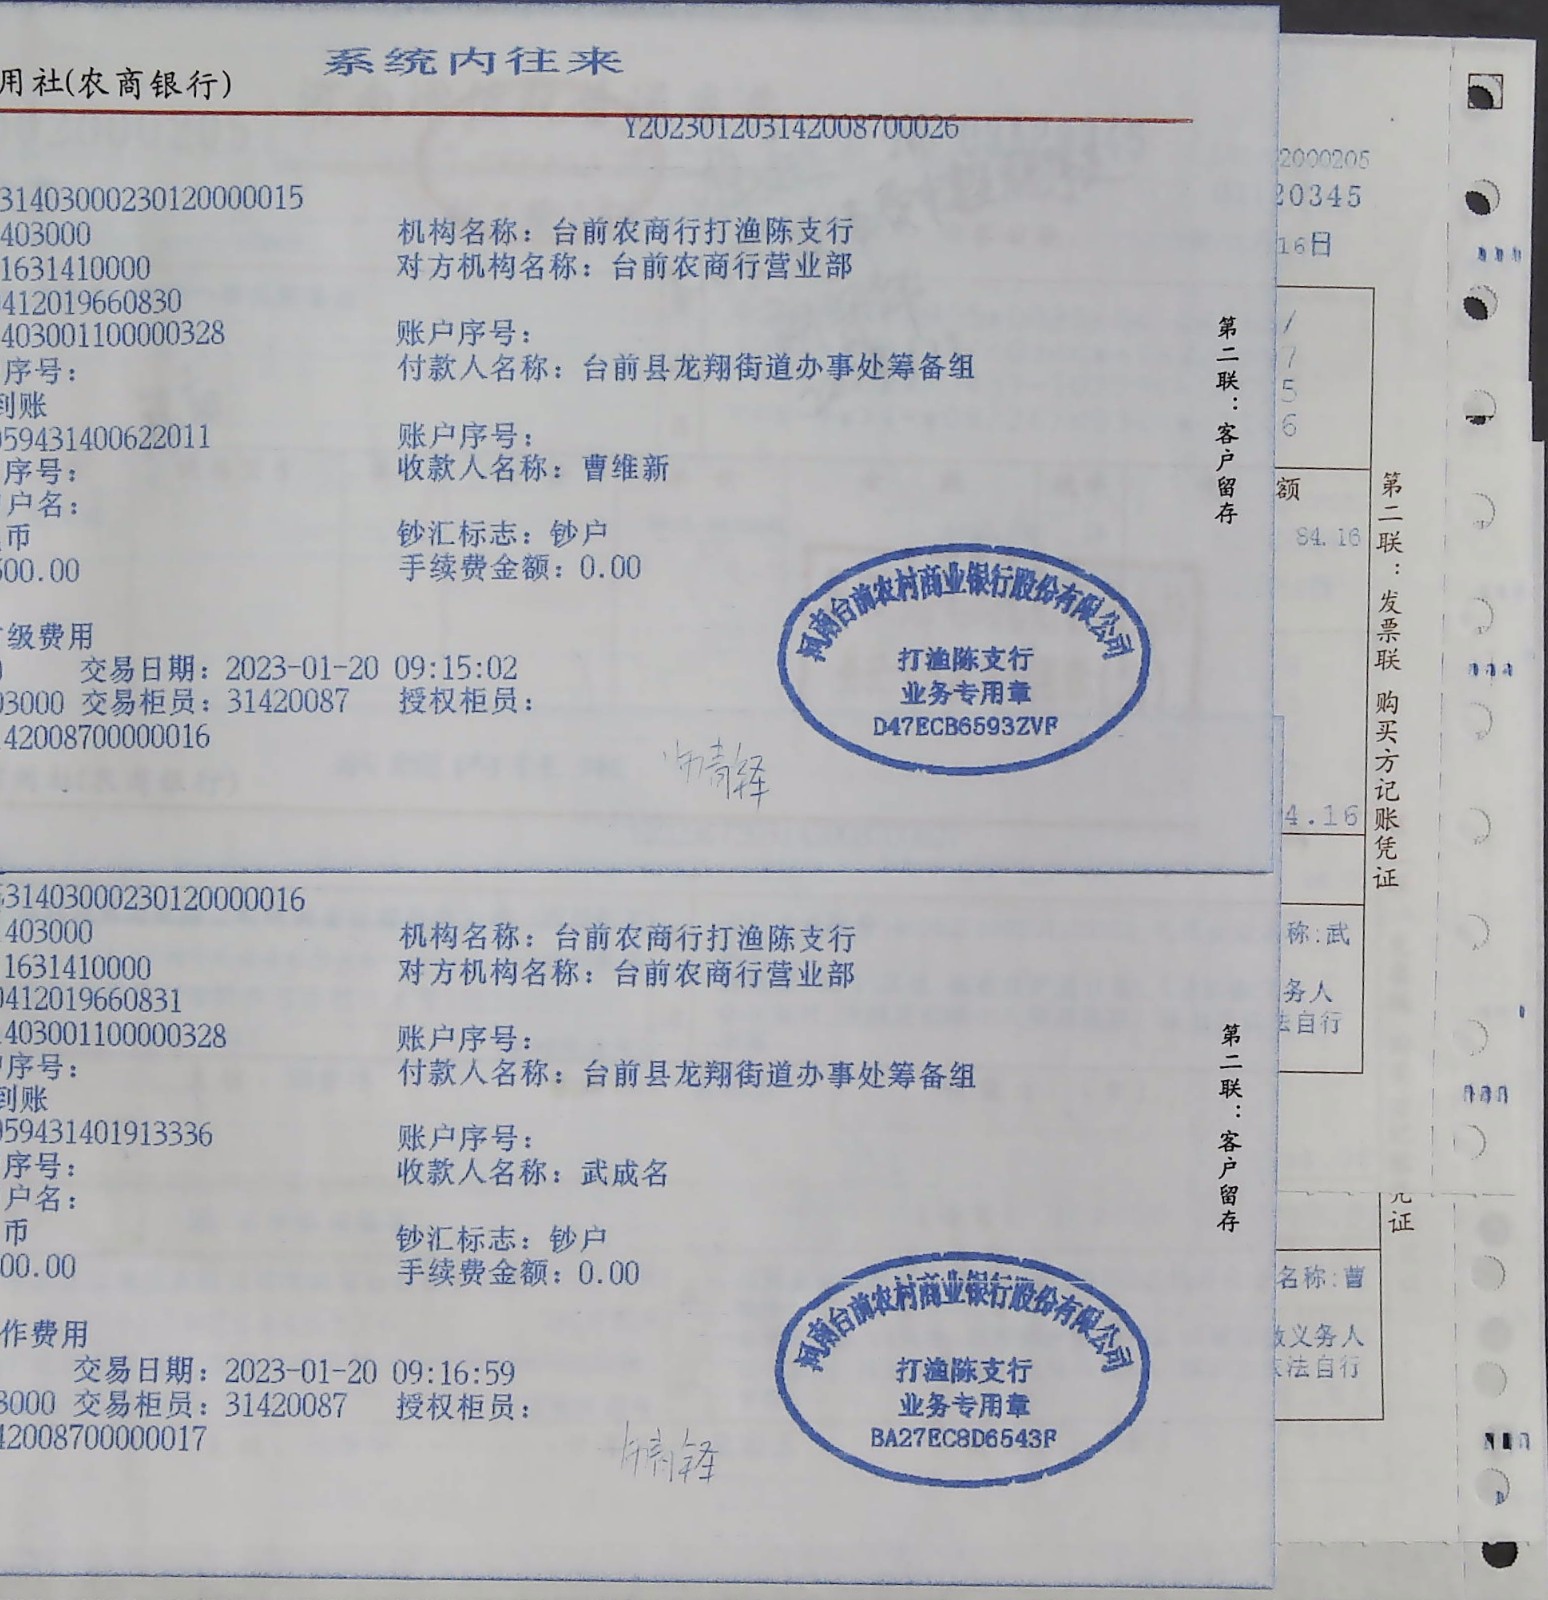 系统内往来
用社(农商银行)
Y202301203142008700026
31403000230120000015
403000 机构名称：台前农商行打渔陈支行
1631410000 对方机构名称：台前农商行营业部
412019660830
403001100000328 账户序号：
序号： 付款人名称：台前县龙翔街道办事处筹备组
到账
059431400622011 账户序号：
序号： 收款人名称：曹维新
户名：
币 钞汇标志：钞户
500.00 手续费金额：0.00
级费用
交易日期：2023-01-20 09:15:02
03000 交易柜员：31420087 授权柜员：
42008700000016
河南台前农村商业银行股份有限公司
打渔陈支行
业务专用章
D47ECB6593ZVF
第二联：客户留存
31403000230120000016
403000 机构名称：台前农商行打渔陈支行
1631410000 对方机构名称：台前农商行营业部
0412019660831
403001100000328 账户序号：
序号： 付款人名称：台前县龙翔街道办事处筹备组
到账
059431401913336 账户序号：
序号： 收款人名称：武成名
户名：
币 钞汇标志：钞户
00.00 手续费金额：0.00
作费用
交易日期：2023-01-20 09:16:59
3000 交易柜员：31420087 授权柜员：
42008700000017
河南台前农村商业银行股份有限公司
打渔陈支行
业务专用章
BA27EC8D6543F
第二联：客户留存
2000205
20345
16日
7
5
6
额
84.16
4.16
称:武
务人
法自行
第二联：发票联 购买方记账凭证
证
名称:曹
义务人
法自行